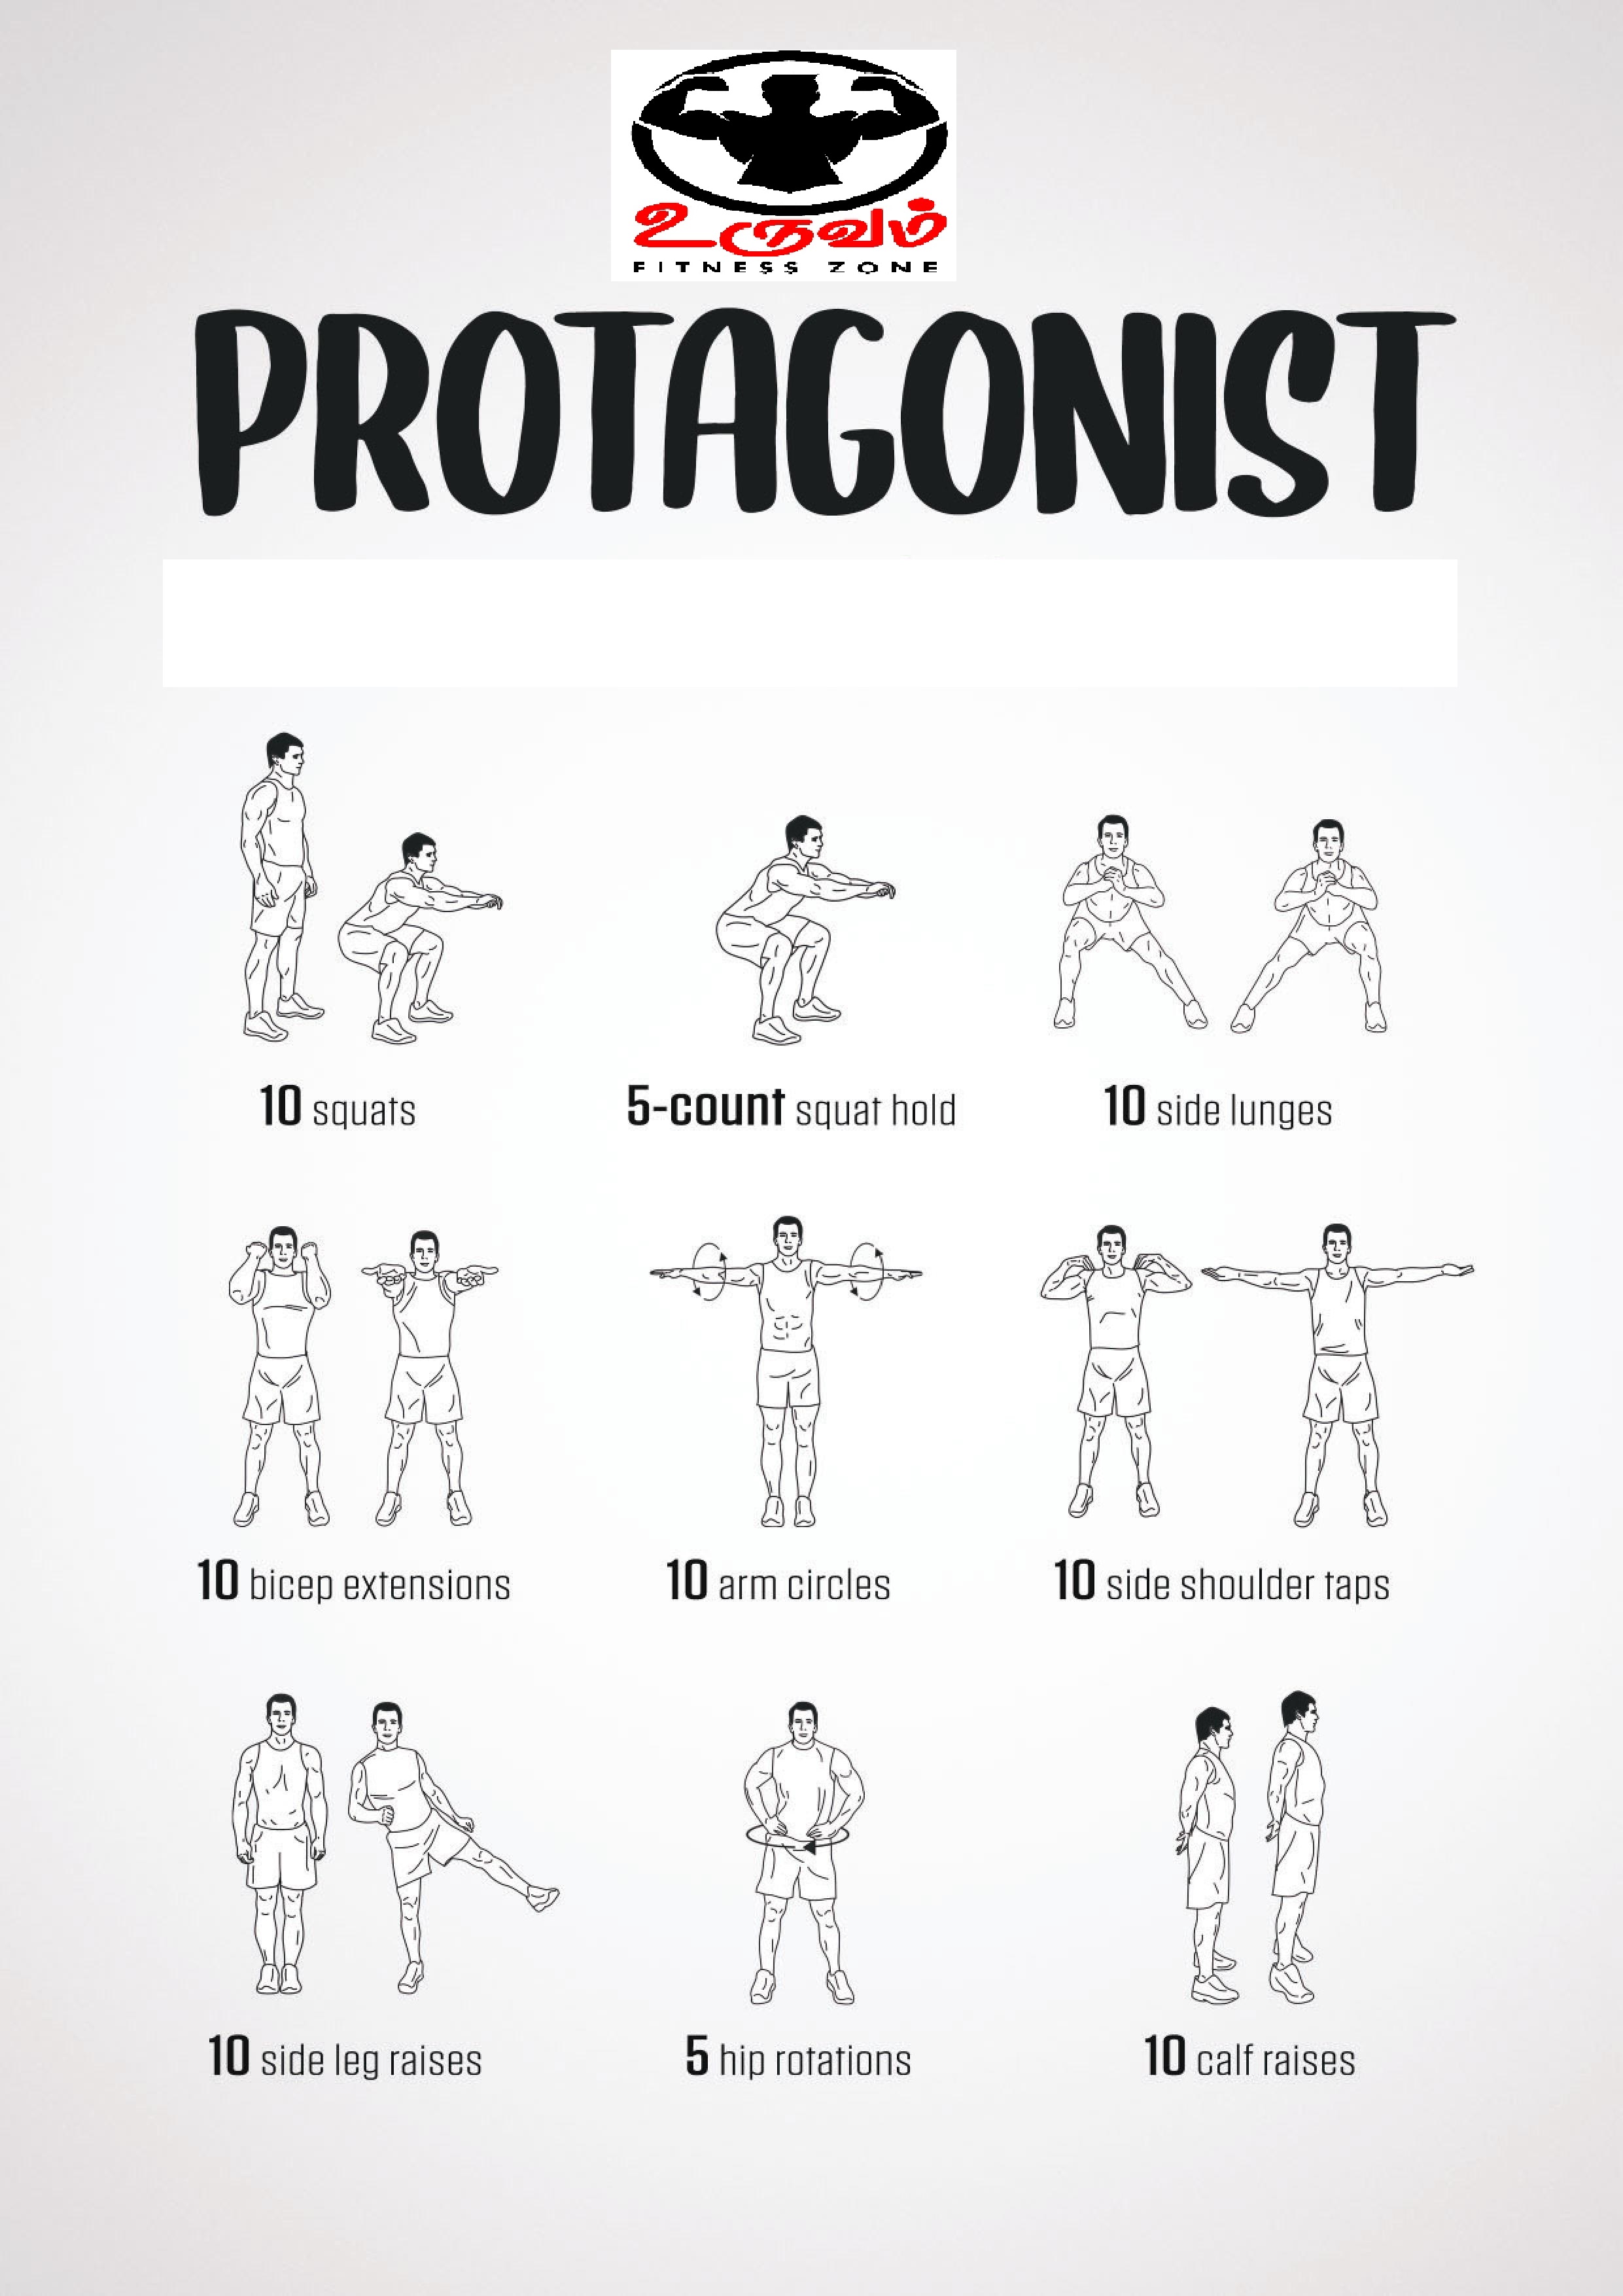 உருவம்
FITNESS ZONE
PROTAGONIST
10 squats
5-count squat hold
10 side lunges
10 bicep extensions
10 arm circles
10 side shoulder taps
10 side leg raises
5 hip rotations
10 calf raises